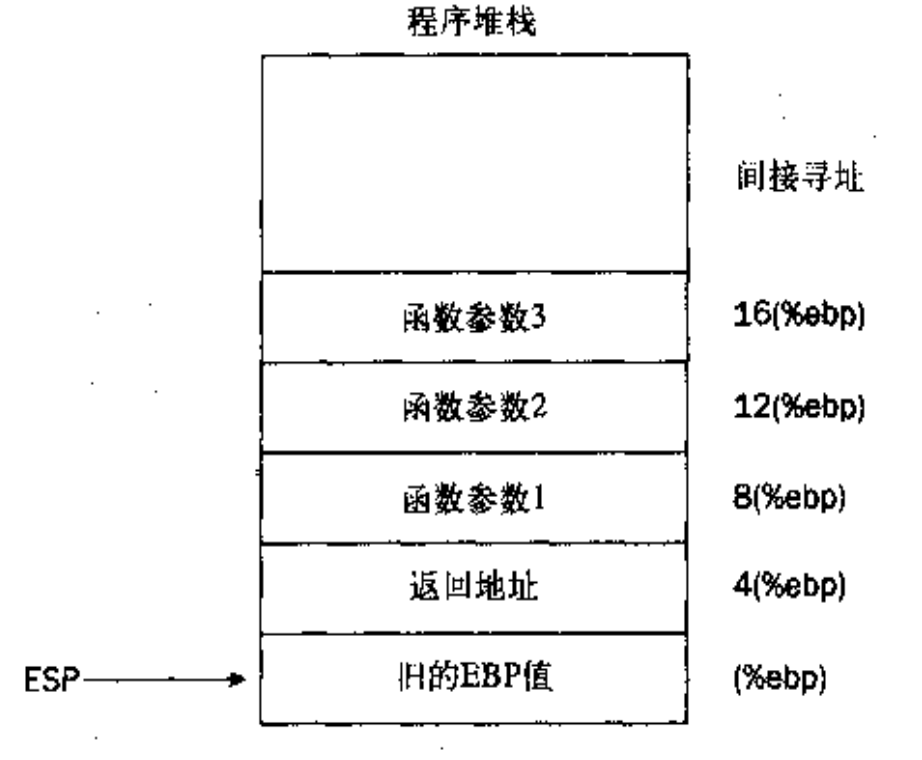 程序堆栈
间接寻址
函数参数3 16(%ebp)
函数参数2 12(%ebp)
函数参数1 8(%ebp)
返回地址 4(%ebp)
ESP 旧的EBP值 (%ebp)